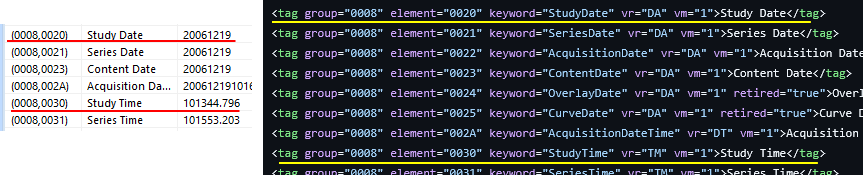 (0008,0020) Study Date 20061219
(0008,0021) Series Date 20061219
(0008,0023) Content Date 20061219
(0008,002A) Acquisition Da... 200612191016
(0008,0030) Study Time 101344.796
(0008,0031) Series Time 101553.203
<tag group="0008" element="0020" keyword="StudyDate" vr="DA" vm="1">Study Date</tag>
<tag group="0008" element="0021" keyword="SeriesDate" vr="DA" vm="1">Series Date</tag>
<tag group="0008" element="0022" keyword="AcquisitionDate" vr="DA" vm="1">Acquisition Date
<tag group="0008" element="0023" keyword="ContentDate" vr="DA" vm="1">Content Date</tag>
<tag group="0008" element="0024" keyword="OverlayDate" vr="DA" vm="1" retired="true">Overl
<tag group="0008" element="0025" keyword="CurveDate" vr="DA" vm="1" retired="true">Curve D
<tag group="0008" element="002A" keyword="AcquisitionDateTime" vr="DT" vm="1">Acquisition
<tag group="0008" element="0030" keyword="StudyTime" vr="TM" vm="1">Study Time</tag>
<tag group="0008" element="0031" keyword="SeriesTime" vr="TM" vm="1">Series Time</tag>